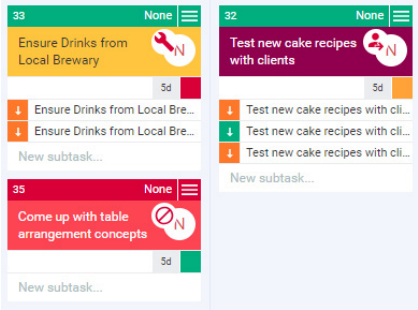 33 None
Ensure Drinks from
Local Brewary
N
5d
Ensure Drinks from Local Bre...
Ensure Drinks from Local Bre...
New subtask...
35 None
Come up with table
arrangement concepts
N
5d
New subtask...
32 None
Test new cake recipes
with clients
N
5d
Test new cake recipes with cli...
Test new cake recipes with cli...
Test new cake recipes with cli...
New subtask...